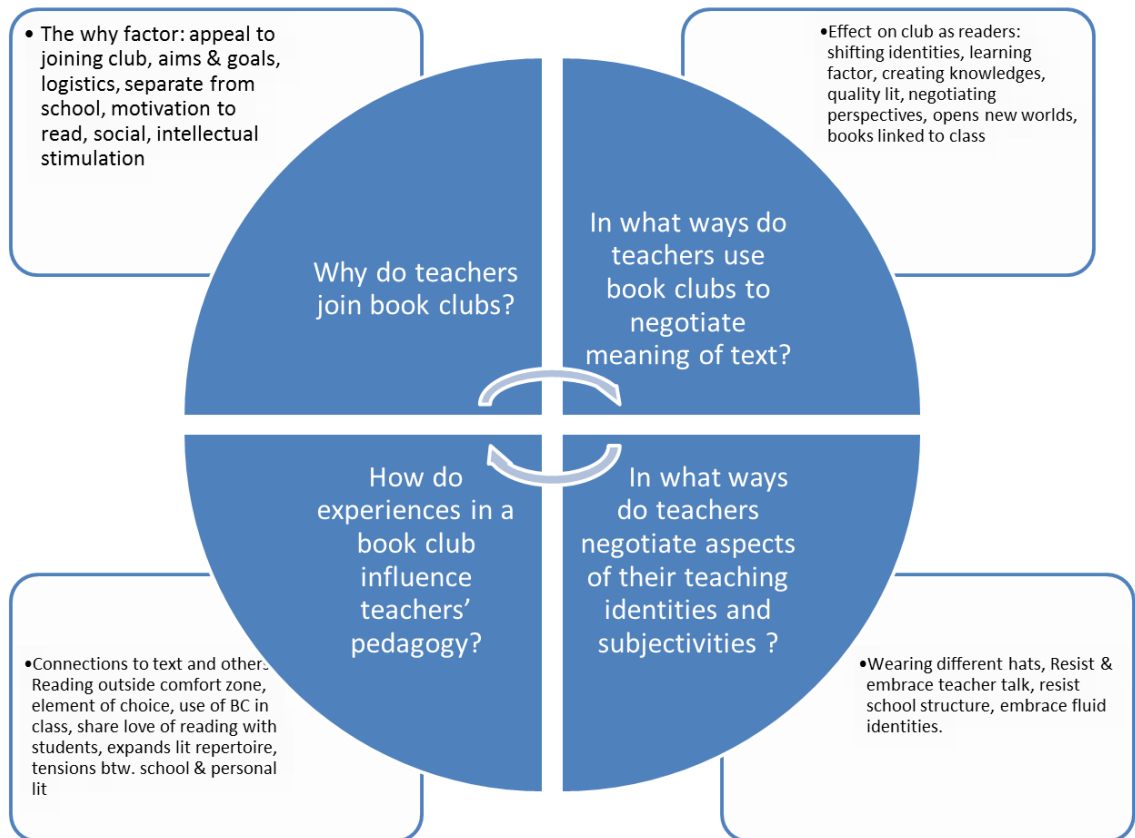 • The why factor: appeal to
joining club, aims & goals,
logistics, separate from
school, motivation to
read, social, intellectual
stimulation
•Effect on club as readers:
shifting identities, learning
factor, creating knowledges,
quality lit, negotiating
perspectives, opens new worlds,
books linked to class
Why do teachers
join book clubs?
In what ways do
teachers use
book clubs to
negotiate
meaning of text?
How do
experiences in a
book club
influence
teachers’
pedagogy?
In what ways
do teachers
negotiate aspects
of their teaching
identities and
subjectivities ?
•Connections to text and others
Reading outside comfort zone,
element of choice, use of BC in
class, share love of reading with
students, expands lit repertoire,
tensions btw. school & personal
lit
•Wearing different hats, Resist &
embrace teacher talk, resist
school structure, embrace fluid
identities.